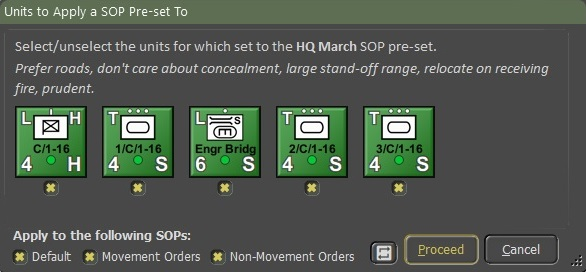 Units to Apply a SOP Pre-set To
Select/unselect the units for which set to the HQ March SOP pre-set.
Prefer roads, don't care about concealment, large stand-off range, relocate on receiving
fire, prudent.
L H T L S T T
C/1-16 1/C/1-16 Engr Bridg 2/C/1-16 3/C/1-16
4 H 4 S 6 S 4 S 4 S
Apply to the following SOPs:
Default Movement Orders Non-Movement Orders Proceed Cancel